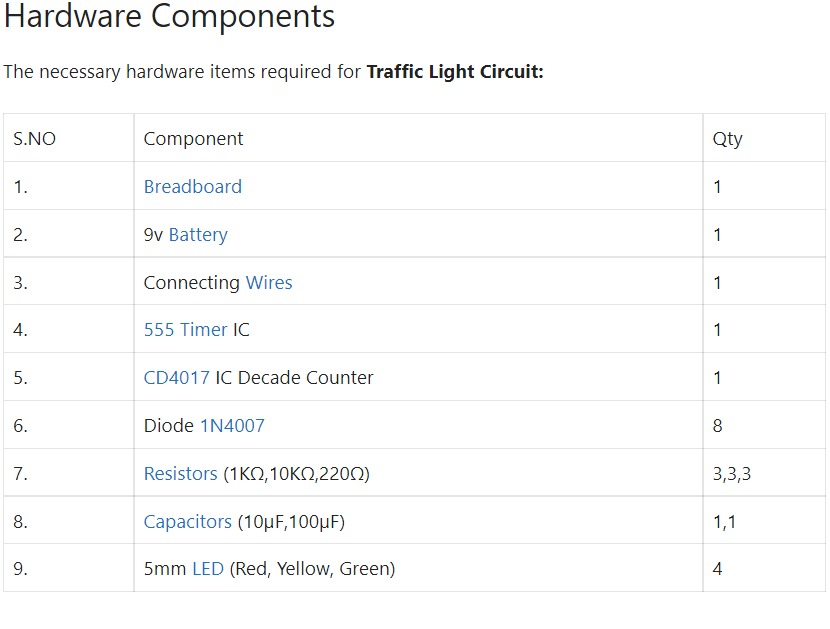 Hardware Components
The necessary hardware items required for Traffic Light Circuit:
S.NO Component Qty
1. Breadboard 1
2. 9v Battery 1
3. Connecting Wires 1
4. 555 Timer IC 1
5. CD4017 IC Decade Counter 1
6. Diode 1N4007 8
7. Resistors (1KΩ,10KΩ,220Ω) 3,3,3
8. Capacitors (10μF,100μF) 1,1
9. 5mm LED (Red, Yellow, Green) 4